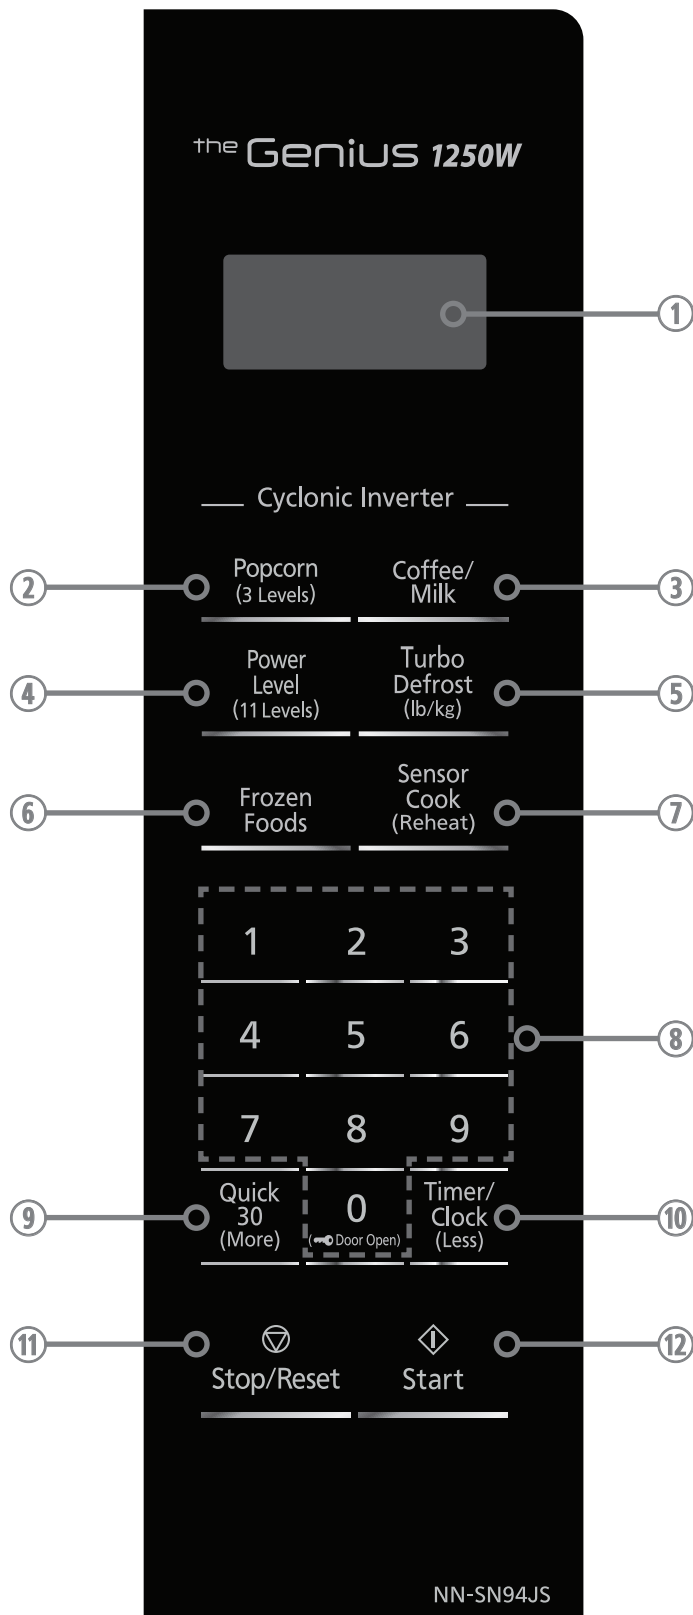 the Genius 1250W
①
Cyclonic Inverter
②
Popcorn
(3 Levels)
Coffee/
Milk
③
④
Power
Level
(11 Levels)
Turbo
Defrost
(lb/kg)
⑤
⑥
Frozen
Foods
Sensor
Cook
(Reheat)
⑦
1 2 3
4 5 6
⑧
7 8 9
⑨
Quick
30
(More)
0
(Door Open)
Timer/
Clock
(Less)
⑩
⑪
Stop/Reset
Start
⑫
NN-SN94JS